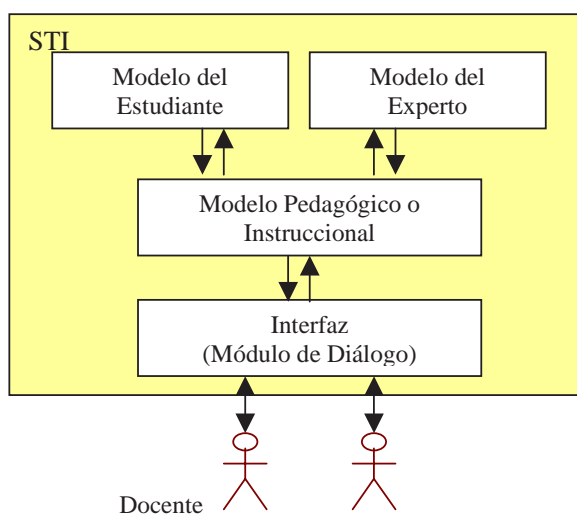 STI
Modelo del
Estudiante
Modelo del
Experto
Modelo Pedagógico o
Instruccional
Interfaz
(Módulo de Diálogo)
Docente